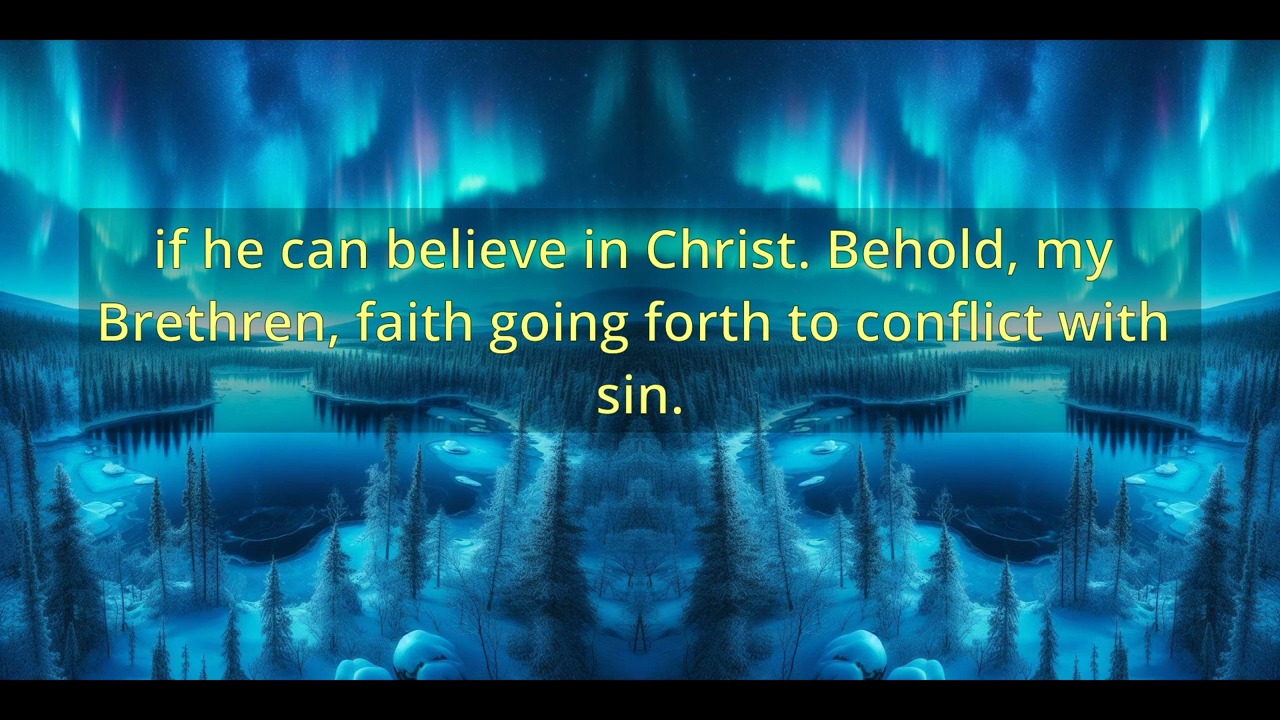 if he can believe in Christ. Behold, my
Brethren, faith going forth to conflict with
sin.